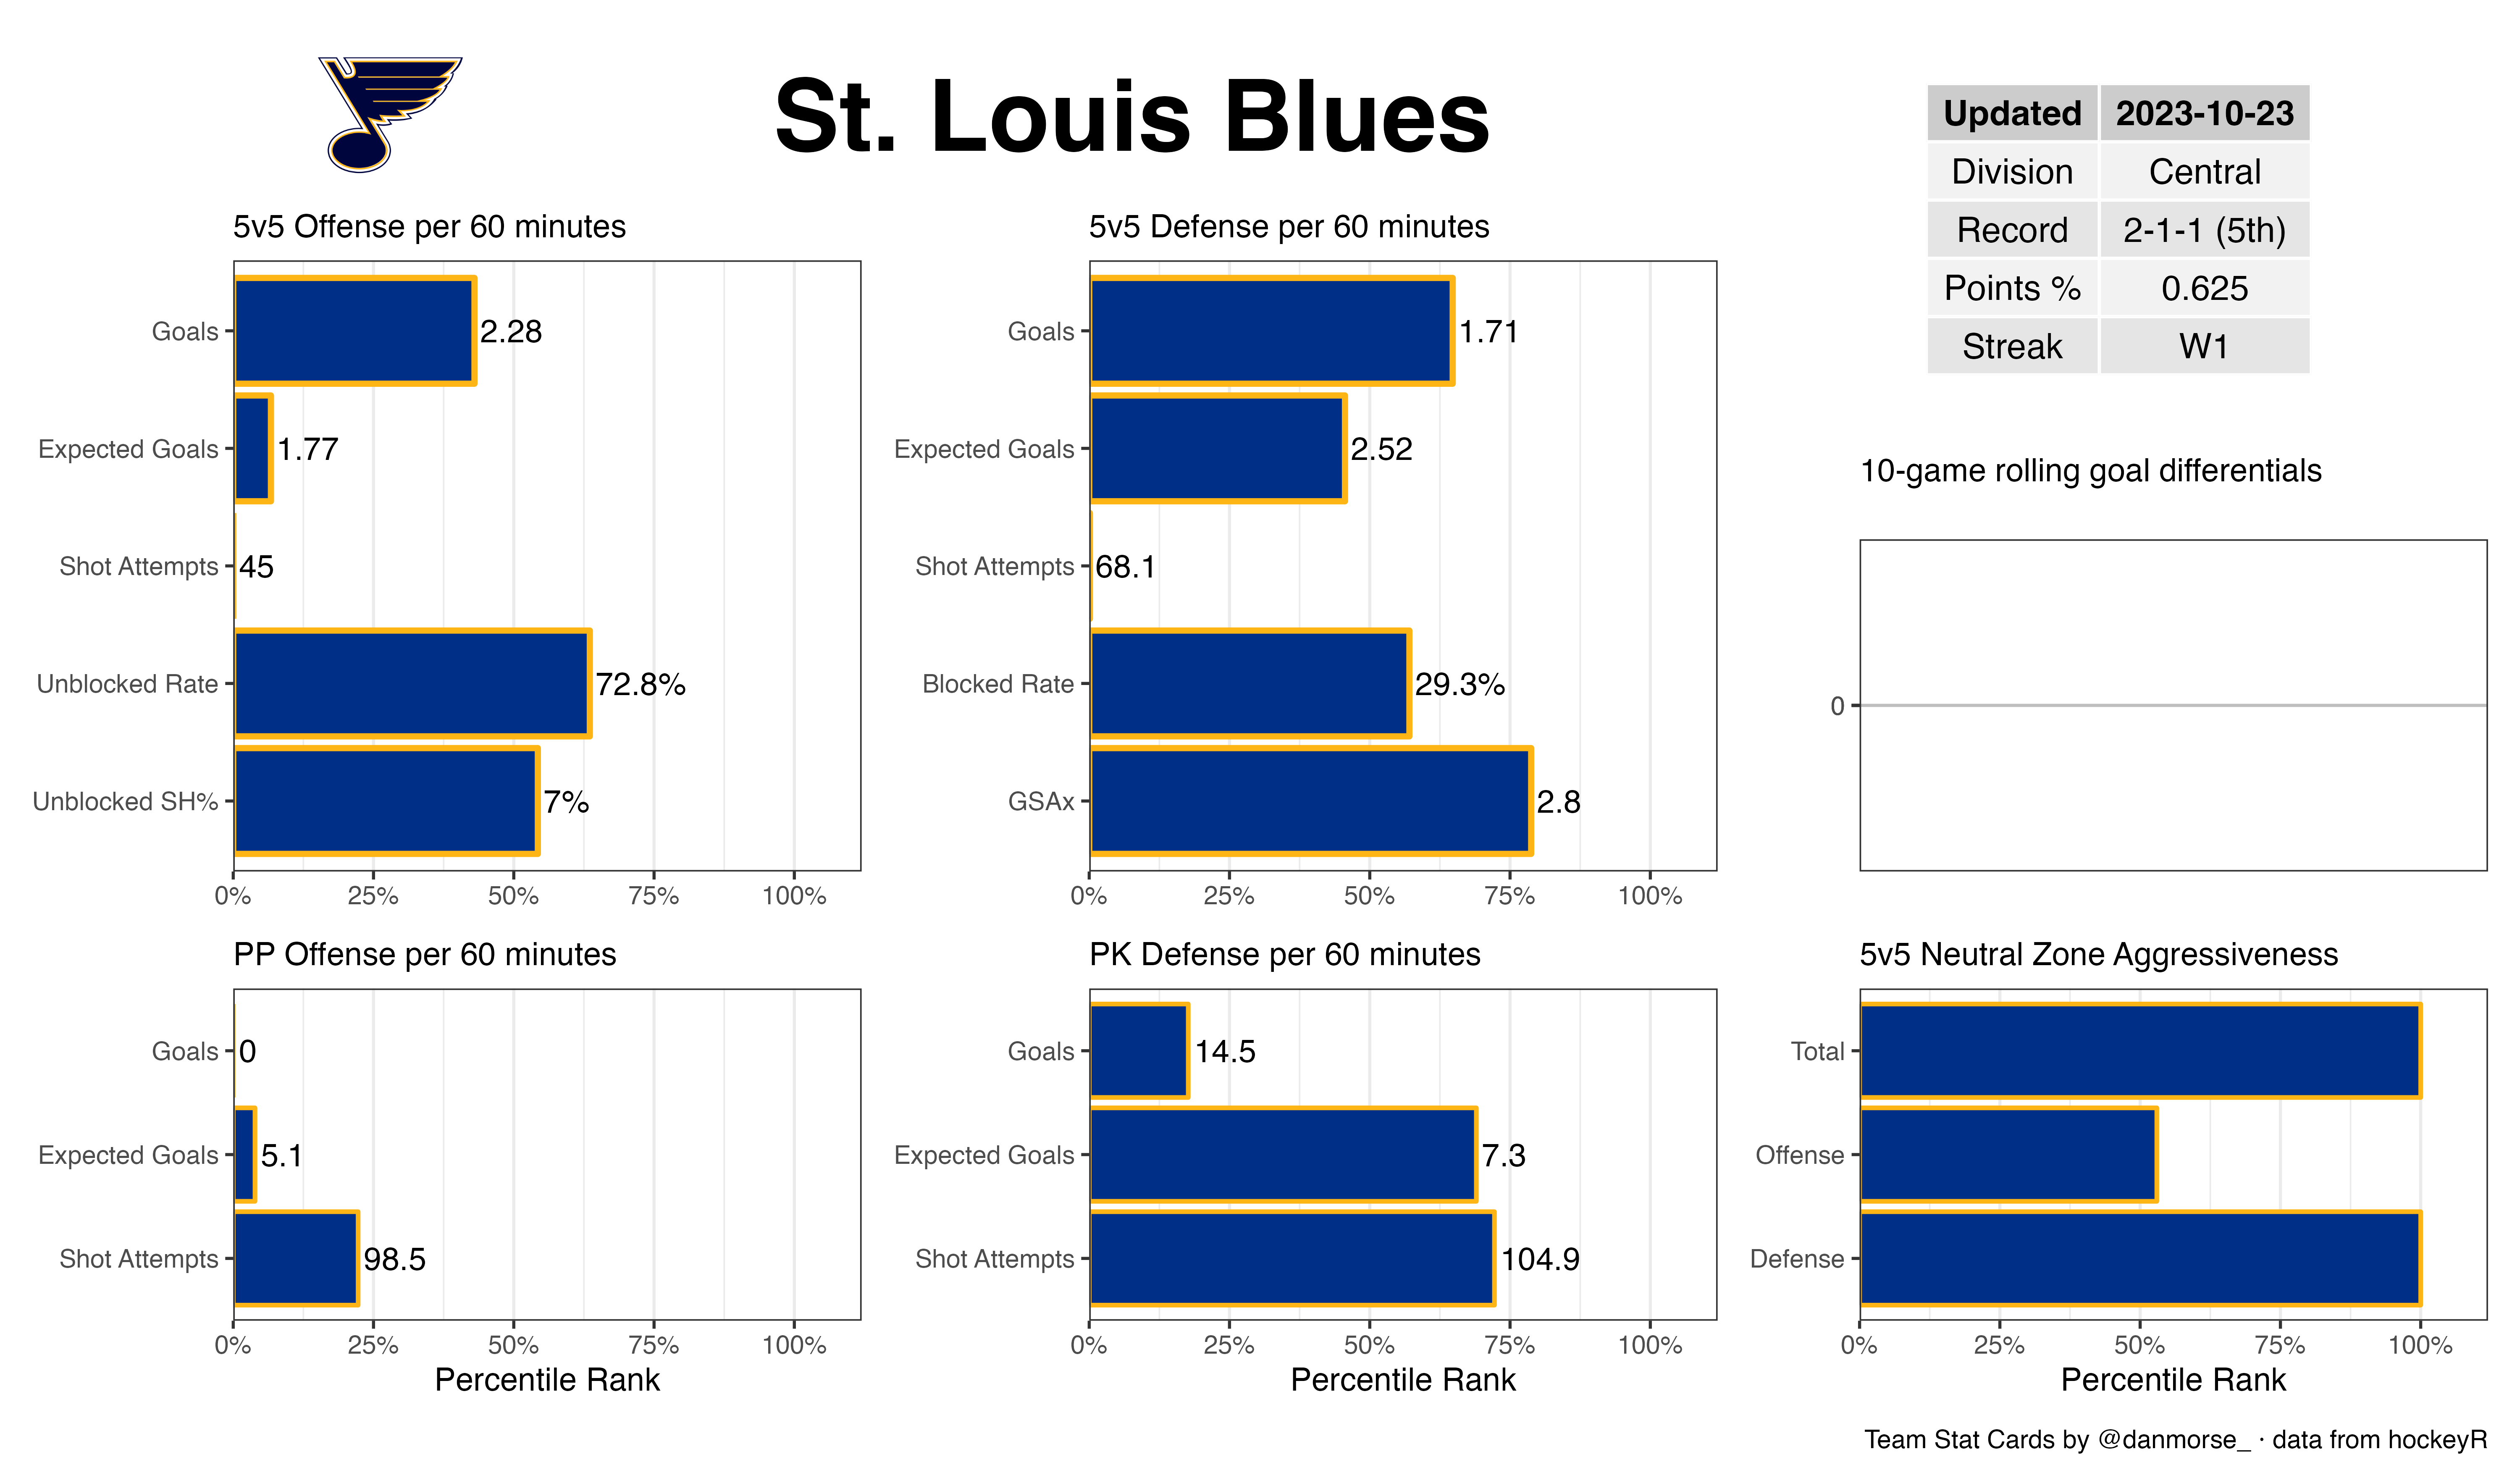 St. Louis Blues
Updated 2023-10-23
Division Central
Record 2-1-1 (5th)
Points % 0.625
Streak W1
5v5 Offense per 60 minutes
Goals 2.28
Expected Goals 1.77
Shot Attempts 45
Unblocked Rate 72.8%
Unblocked SH% 7%
0% 25% 50% 75% 100%
5v5 Defense per 60 minutes
Goals 1.71
Expected Goals 2.52
Shot Attempts 68.1
Blocked Rate 29.3%
GSAx 2.8
0% 25% 50% 75% 100%
10-game rolling goal differentials
0
PP Offense per 60 minutes
Goals 0
Expected Goals 5.1
Shot Attempts 98.5
0% 25% 50% 75% 100%
Percentile Rank
PK Defense per 60 minutes
Goals 14.5
Expected Goals 7.3
Shot Attempts 104.9
0% 25% 50% 75% 100%
Percentile Rank
5v5 Neutral Zone Aggressiveness
Total
Offense
Defense
0% 25% 50% 75% 100%
Percentile Rank
Team Stat Cards by @danmorse_ · data from hockeyR